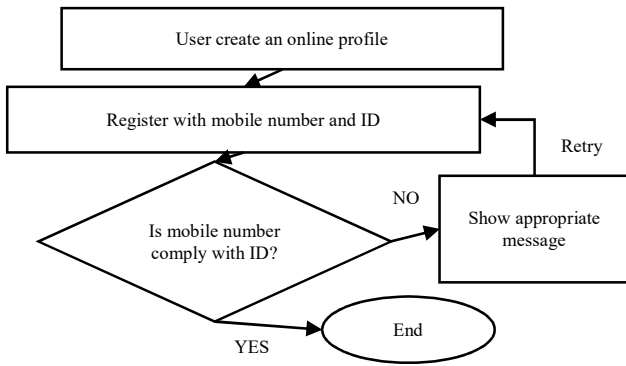 User create an online profile
Register with mobile number and ID
Retry
NO
Show appropriate
message
Is mobile number
comply with ID?
End
YES